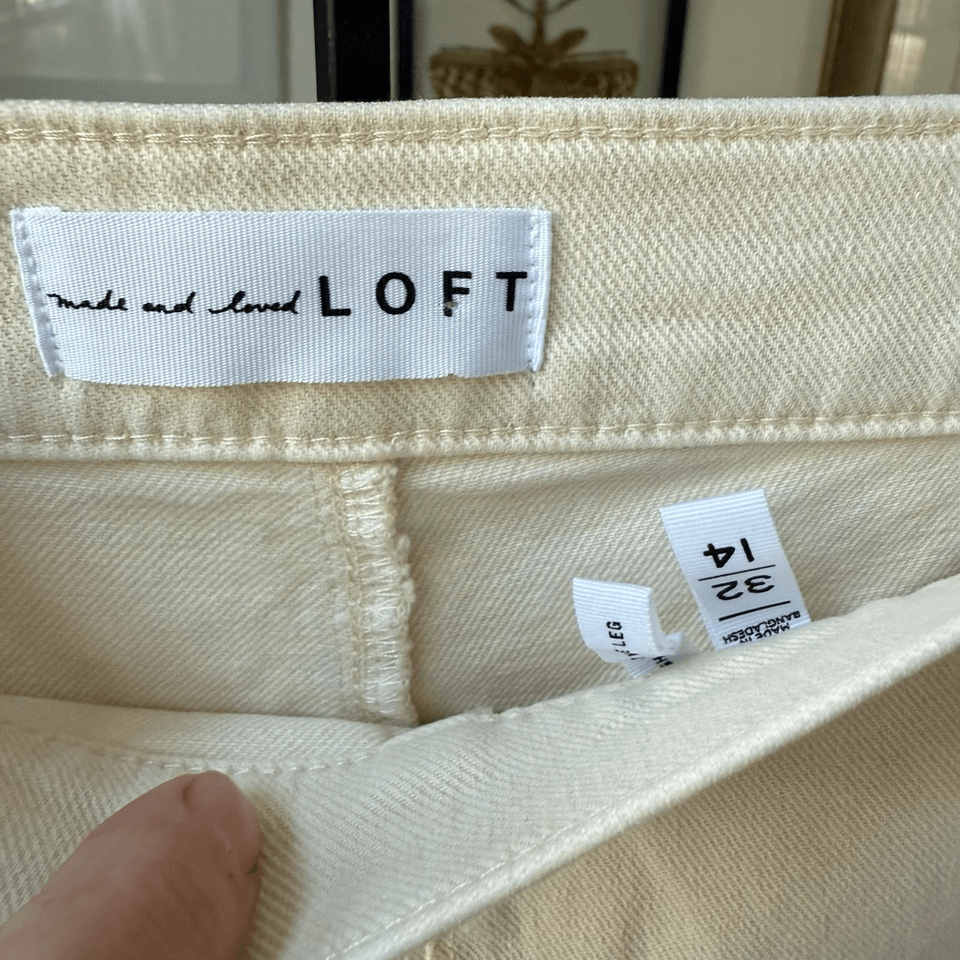 made and loved LOFT
14
32
MADE IN
BANGLADESH
LEG